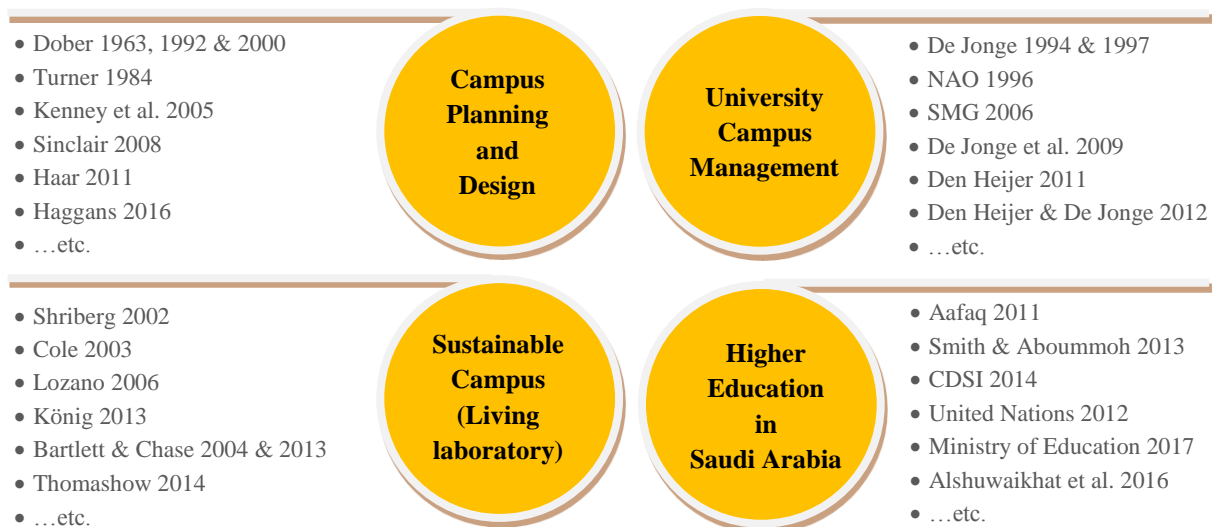 • Dober 1963, 1992 & 2000
• Turner 1984
• Kenney et al. 2005
• Sinclair 2008
• Haar 2011
• Haggans 2016
• …etc.
Campus
Planning
and
Design
University
Campus
Management
• De Jonge 1994 & 1997
• NAO 1996
• SMG 2006
• De Jonge et al. 2009
• Den Heijer 2011
• Den Heijer & De Jonge 2012
• …etc.
• Shriberg 2002
• Cole 2003
• Lozano 2006
• König 2013
• Bartlett & Chase 2004 & 2013
• Thomashow 2014
• …etc.
Sustainable
Campus
(Living
laboratory)
Higher
Education
in
Saudi Arabia
• Aafaq 2011
• Smith & Aboummoh 2013
• CDSI 2014
• United Nations 2012
• Ministry of Education 2017
• Alshuwaikhat et al. 2016
• …etc.